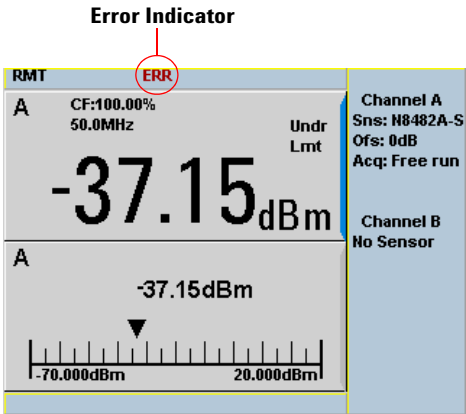 Error Indicator
RMT ERR
A CF:100.00%
50.0MHz
Undr
Lmt
-37.15dBm
A
-37.15dBm
-70.000dBm 20.000dBm
Channel A
Sns: N8482A-S
Ofs: 0dB
Acq: Free run
Channel B
No Sensor